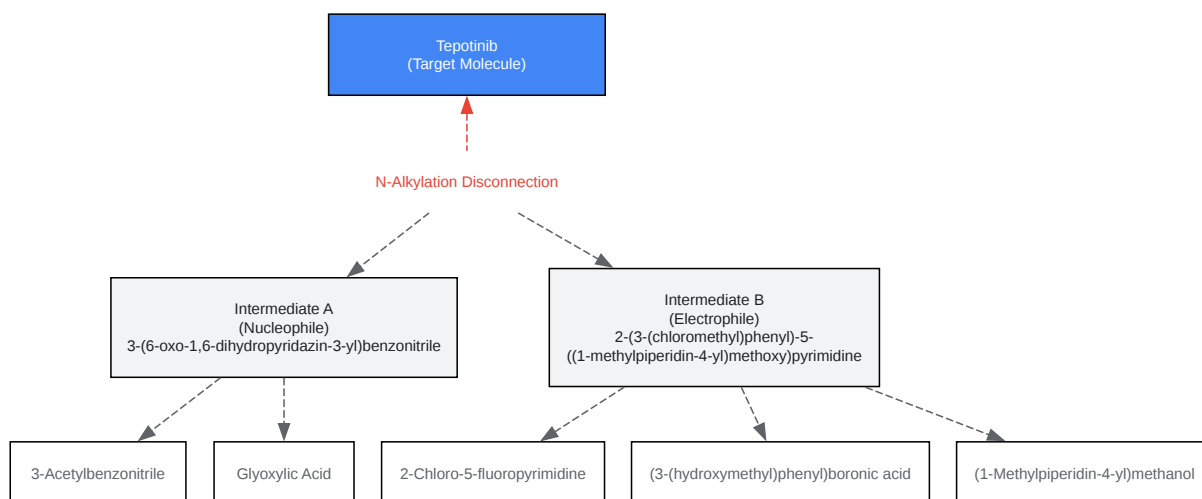 Tepotinib
(Target Molecule)
N-Alkylation Disconnection
Intermediate A
(Nucleophile)
3-(6-oxo-1,6-dihydropyridazin-3-yl)benzonitrile
Intermediate B
(Electrophile)
2-(3-(chloromethyl)phenyl)-5-
((1-methylpiperidin-4-yl)methoxy)pyrimidine
3-Acetylbenzonitrile
Glyoxylic Acid
2-Chloro-5-fluoropyrimidine
(3-(hydroxymethyl)phenyl)boronic acid
(1-Methylpiperidin-4-yl)methanol